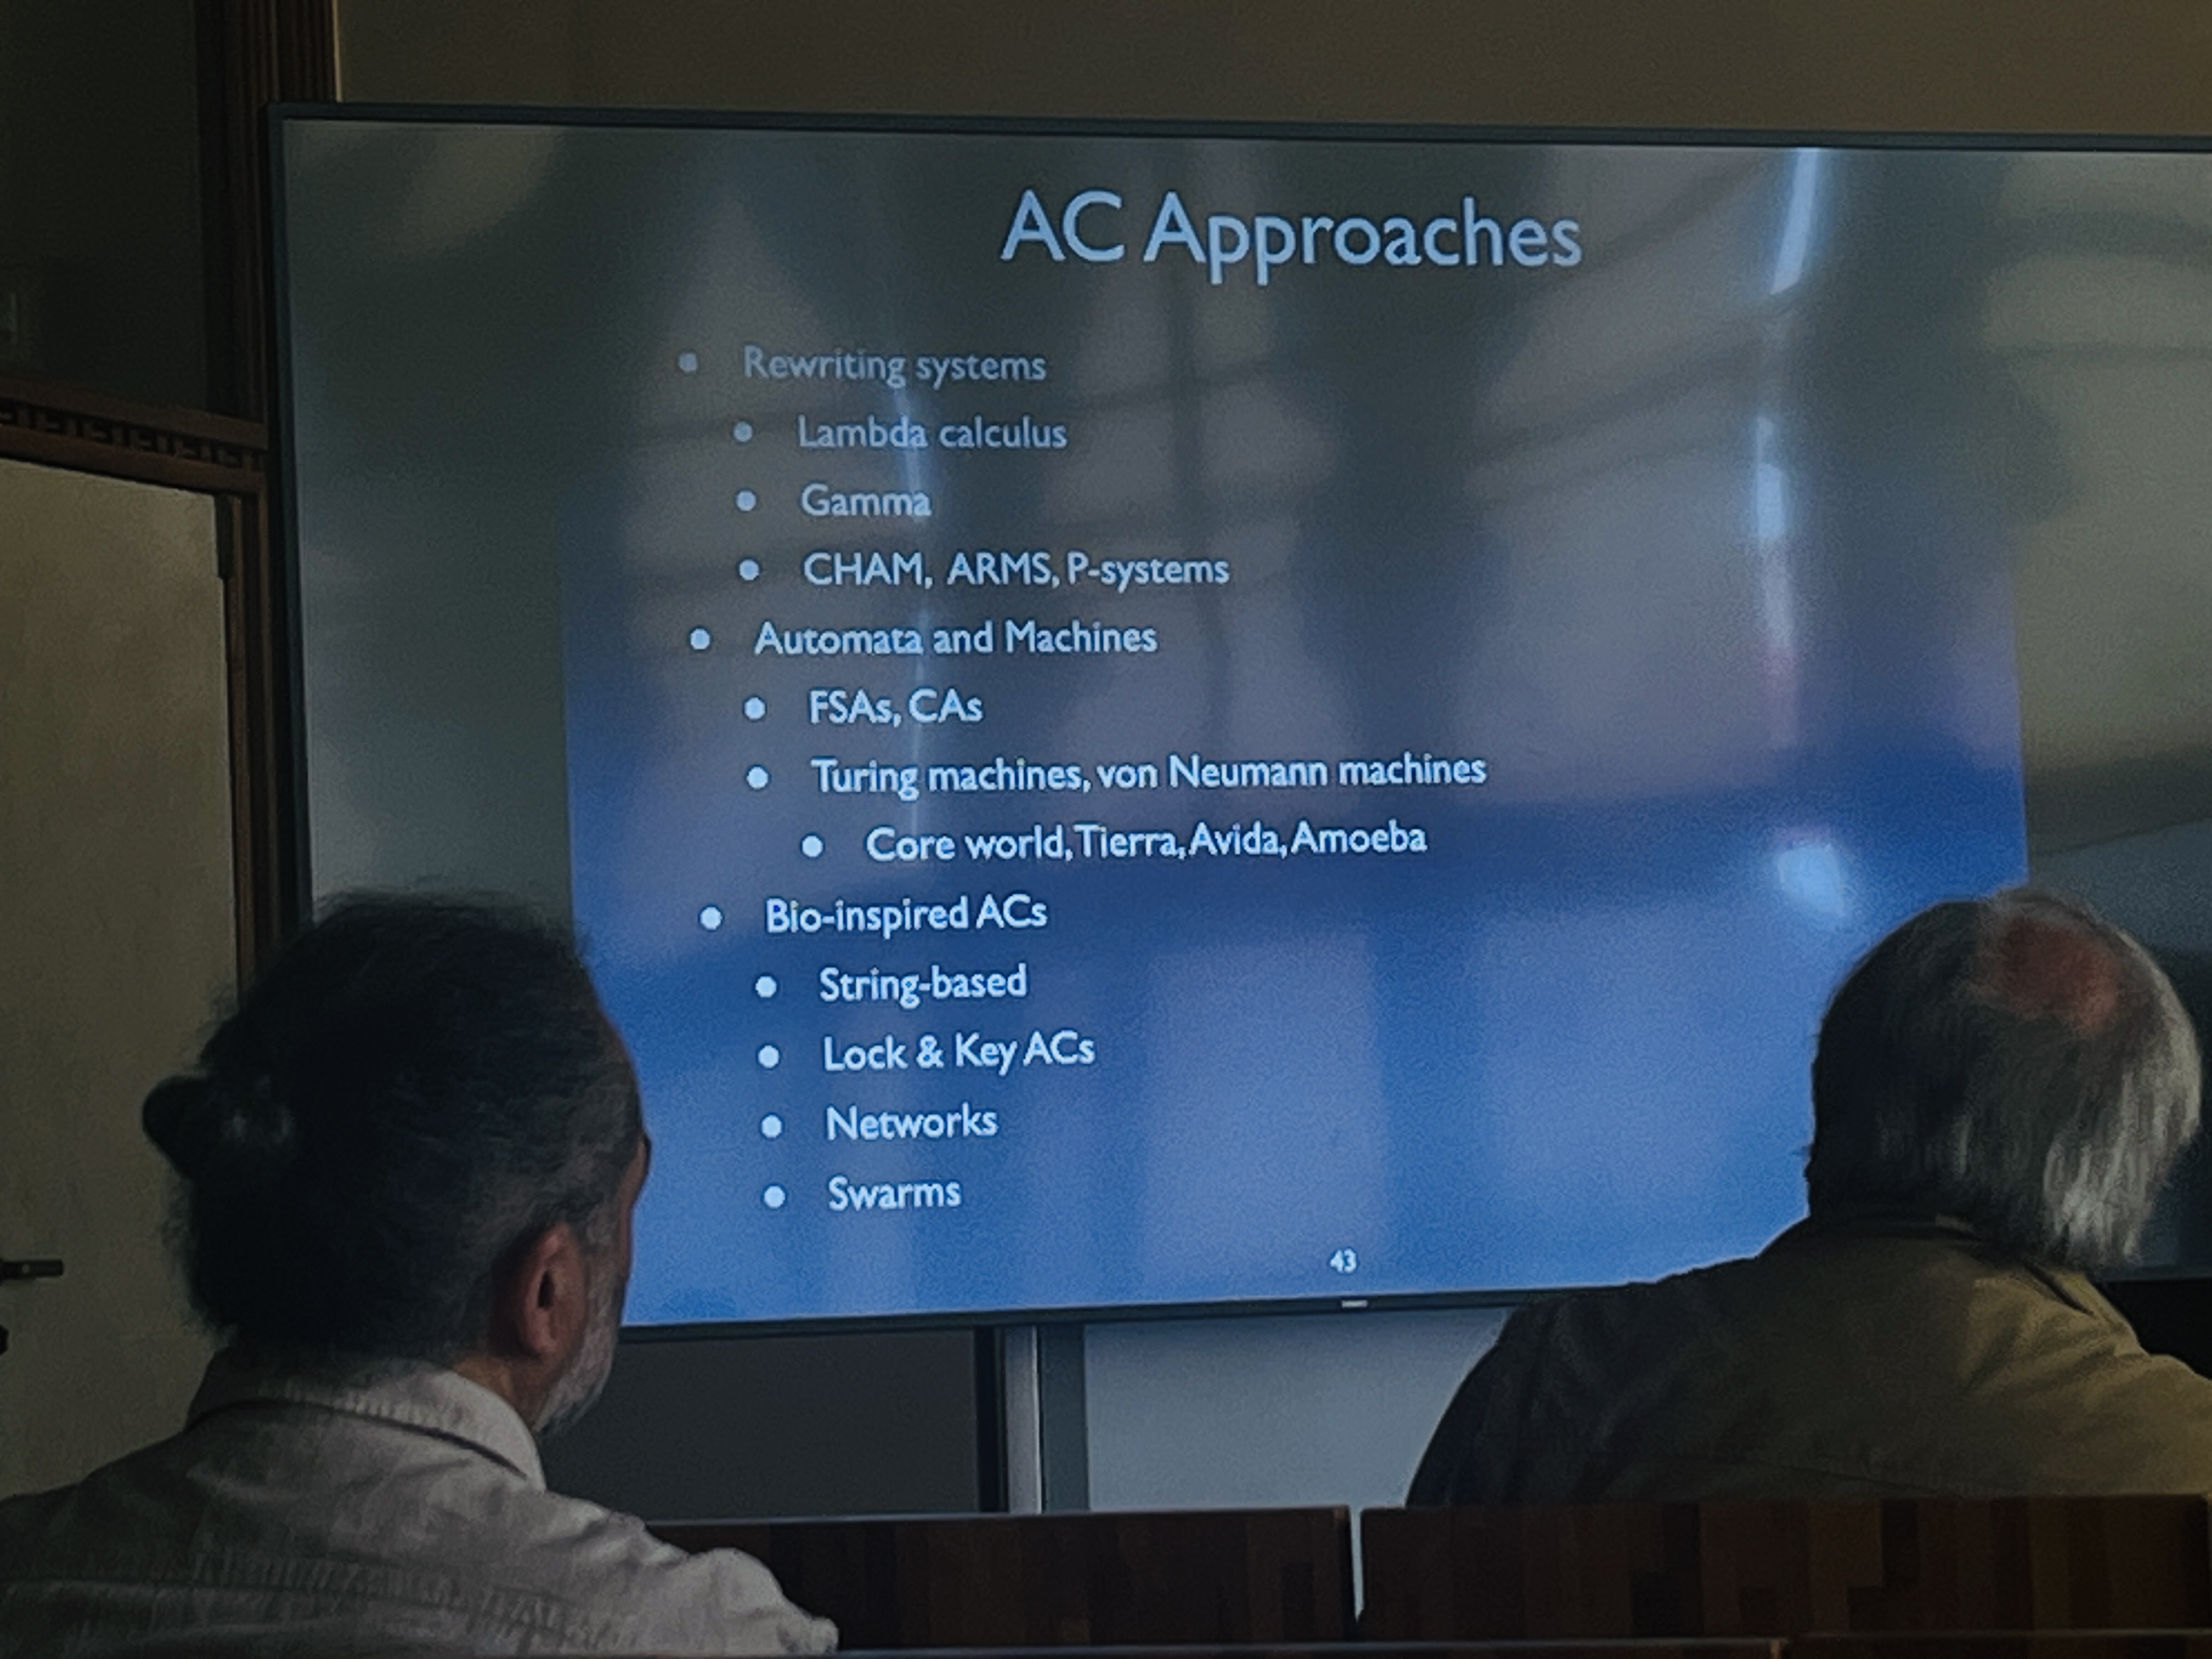 AC Approaches
• Rewriting systems
• Lambda calculus
• Gamma
• CHAM, ARMS, P-systems
• Automata and Machines
• FSAs, CAs
• Turing machines, von Neumann machines
• Core world, Tierra, Avida, Amoeba
• Bio-inspired ACs
• String-based
• Lock & Key ACs
• Networks
• Swarms
43